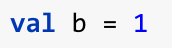 val b = 1